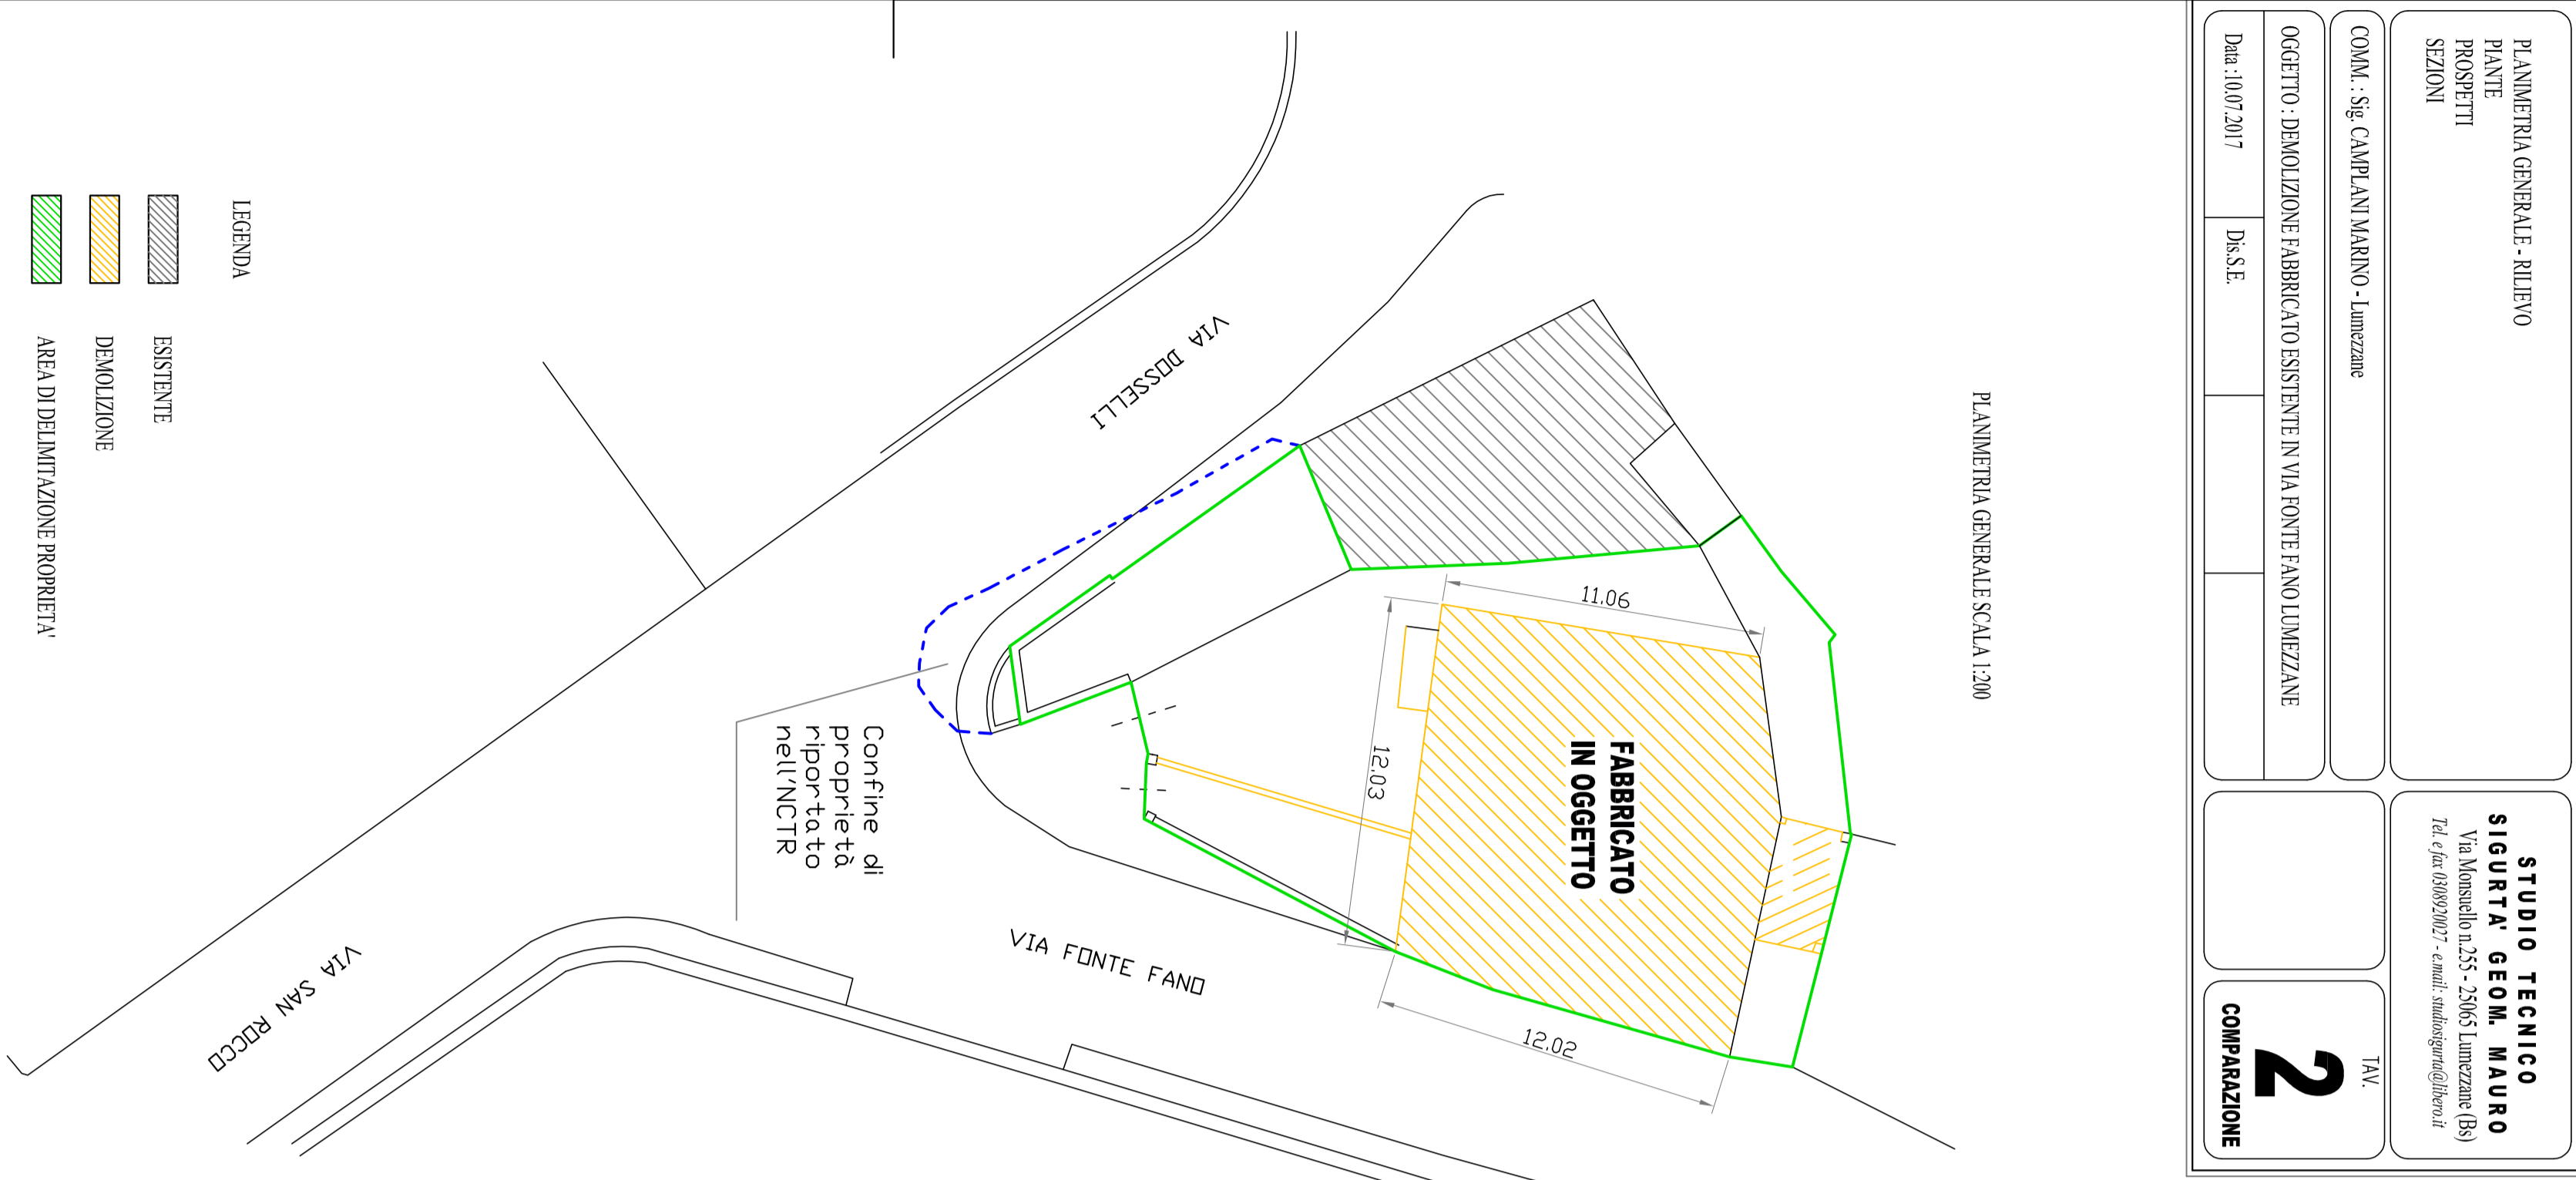 PLANIMETRIA GENERALE - RILIEVO
PIANTE
PROSPETTI
SEZIONI
COMM. : Sig. CAMPLANI MARINO - Lumezzane
OGGETTO : DEMOLIZIONE FABBRICATO ESISTENTE IN VIA FONTE FANO LUMEZZANE
Data :10.07.2017
Dis.S.E.
STUDIO TECNICO
SIGURTA' GEOM. MAURO
Via Monsuello n.255 - 25065 Lumezzane (Bs)
Tel. e fax 0308920027 - e.mail: studiosigurta@libero.it
TAV.
2
COMPARAZIONE
PLANIMETRIA GENERALE SCALA 1:200
11.06
12.03
12.02
FABBRICATO
IN OGGETTO
VIA DOSSELLI
Confine di
proprietà
riportato
nell'NCTR
VIA FONTE FANO
VIA SAN ROCCO
LEGENDA
ESISTENTE
DEMOLIZIONE
AREA DI DELIMITAZIONE PROPRIETA'